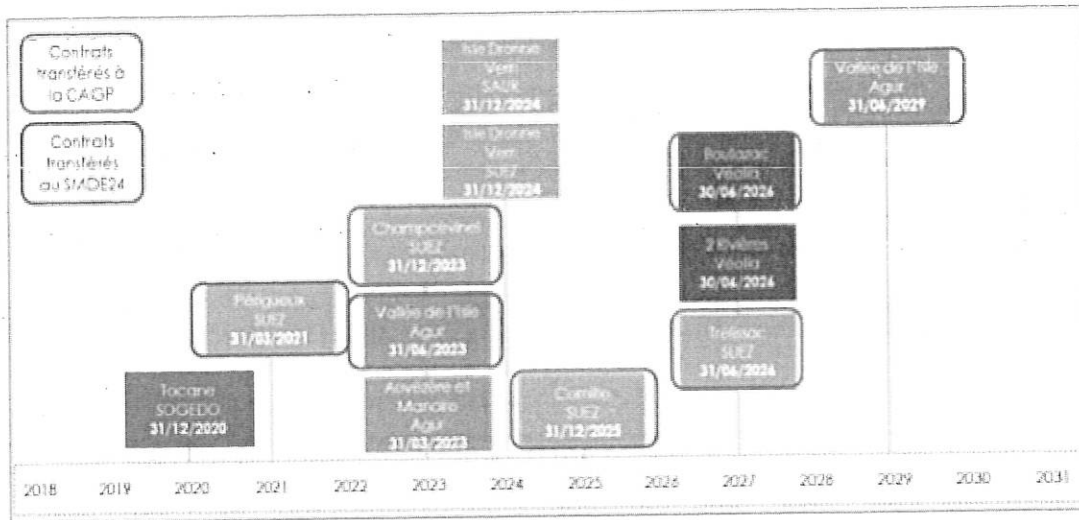 Contrats
transférés à
la CAGP
Contrats
transférés
au SMDE24
Isle Dronne
Vern
SAUR
31/12/2024
Isle Dronne
Vern
SUEZ
31/12/2024
Vallée de l'Isle
Agur
31/06/2029
Boulazac
Véolia
30/06/2026
Champcevinel
SUEZ
31/12/2023
2 Rivières
Véolia
30/06/2026
Périgueux
SUEZ
31/03/2021
Vallée de l'Isle
Agur
31/06/2023
Trélissac
SUEZ
31/06/2026
Tocane
SOGEDO
31/12/2020
Auvézère et
Manoire
Agur
31/03/2023
Cornille
SUEZ
31/12/2025
2018 2019 2020 2021 2022 2023 2024 2025 2026 2027 2028 2029 2030 2031